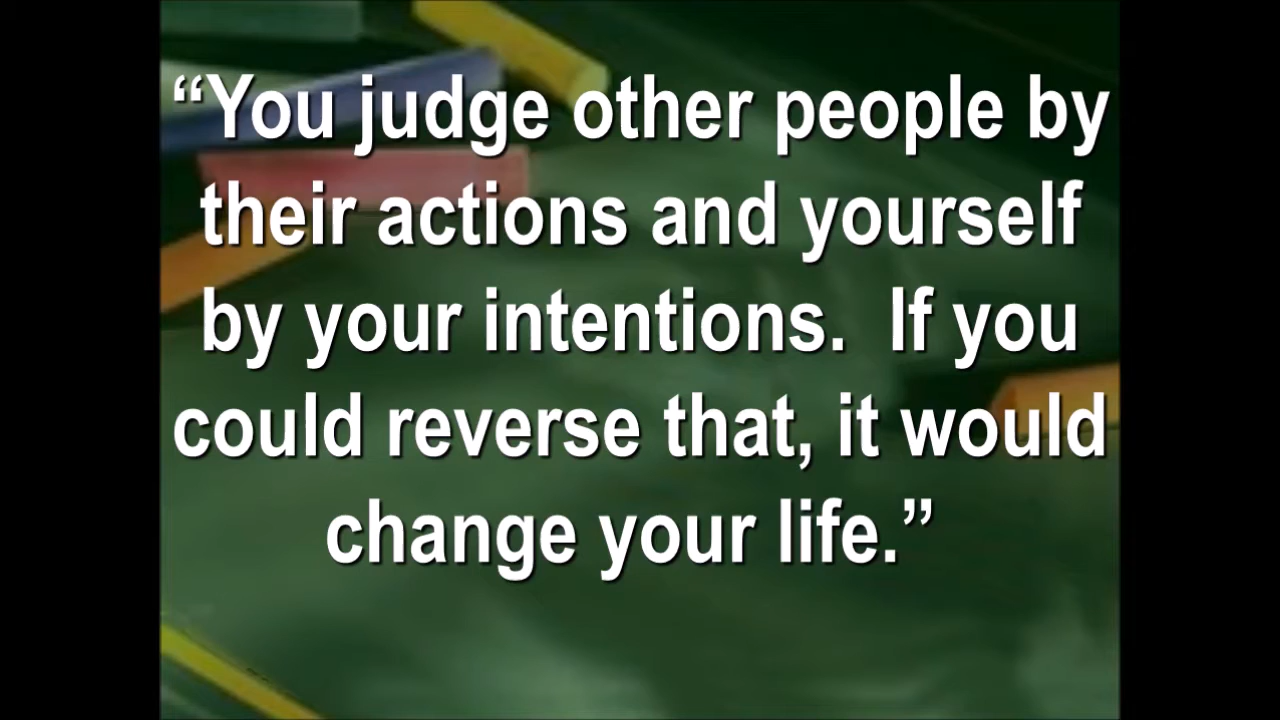 “You judge other people by
their actions and yourself
by your intentions.  If you
could reverse that, it would
change your life.”